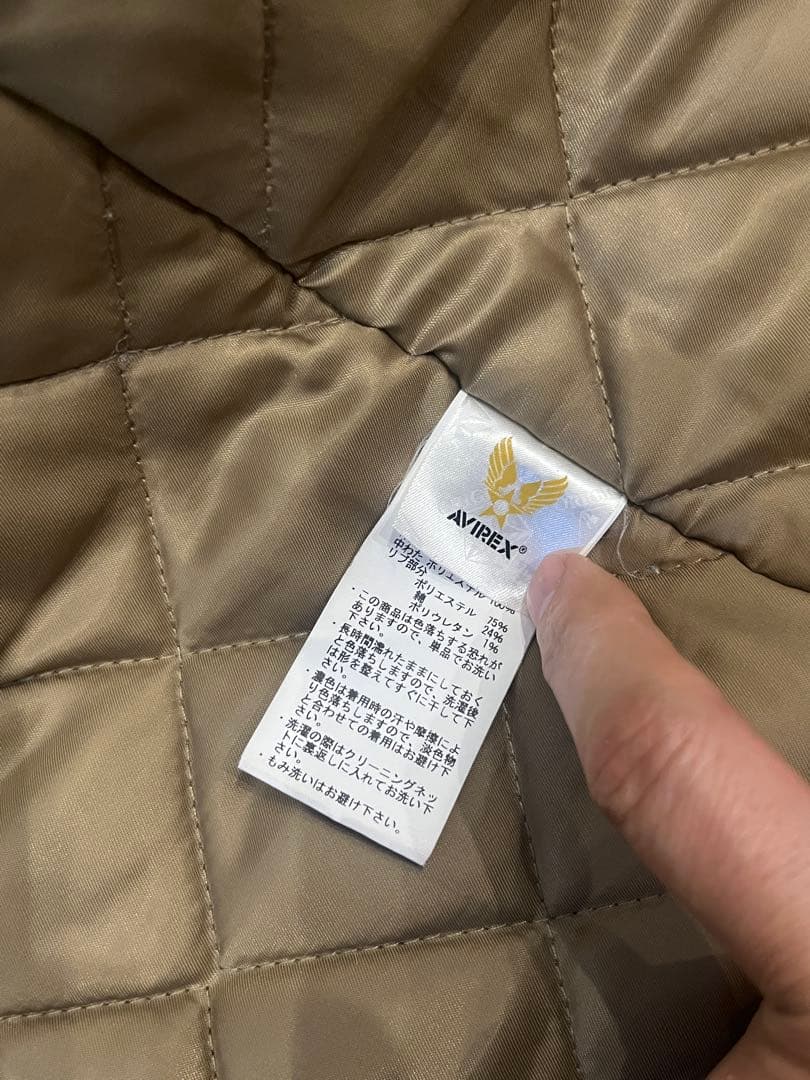 AVIREX®
中わた ポリエステル 100%
リブ部分
ポリエステル 75%
綿 24%
ポリウレタン 1%
・この商品は色落ちする恐れが
ありますので、単品でお洗い
下さい。
・長時間濡れたままにしておく
と色落ちしますので、洗濯後
は形を整えてすぐに干して下
さい。
・濃色は着用時の汗や摩擦によ
り色落ちしますので、淡色物
と合わせての着用はお避け下
さい。
・洗濯の際はクリーニングネッ
トに裏返しに入れてお洗い下
さい。
・もみ洗いはお避け下さい。